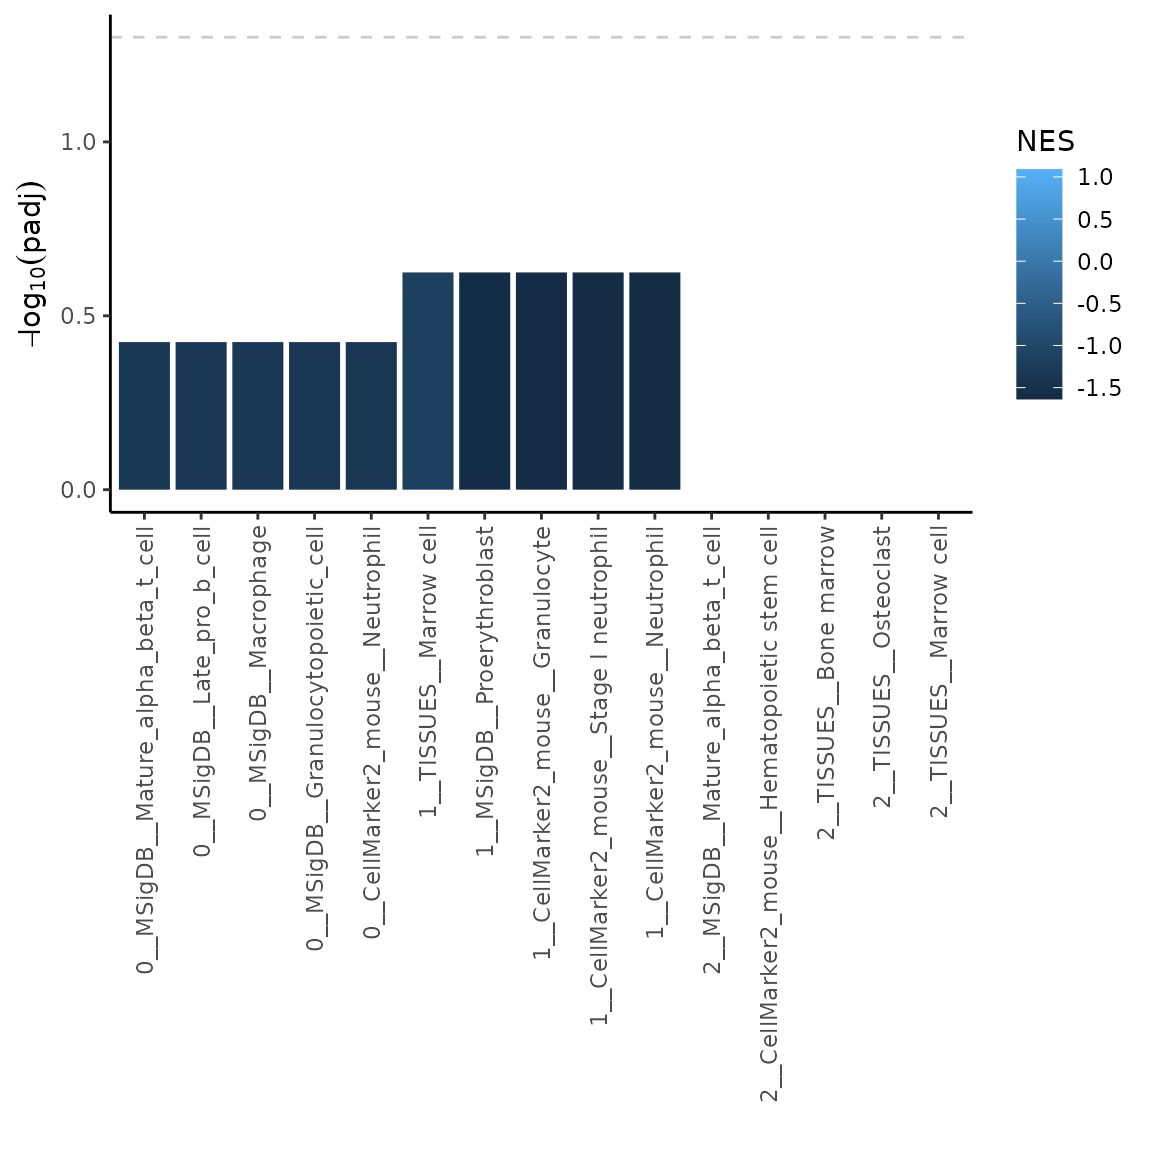 −log10(padj)
1.0
0.5
0.0
0__MSigDB__Mature_alpha_beta_t_cell
0__MSigDB__Late_pro_b_cell
0__MSigDB__Macrophage
0__MSigDB__Granulocytopoietic_cell
0__CellMarker2_mouse__Neutrophil
1__TISSUES__Marrow cell
1__MSigDB__Proerythroblast
1__CellMarker2_mouse__Granulocyte
1__CellMarker2_mouse__Stage I neutrophil
1__CellMarker2_mouse__Neutrophil
2__MSigDB__Mature_alpha_beta_t_cell
2__CellMarker2_mouse__Hematopoietic stem cell
2__TISSUES__Bone marrow
2__TISSUES__Osteoclast
2__TISSUES__Marrow cell
NES
1.0
0.5
0.0
-0.5
-1.0
-1.5